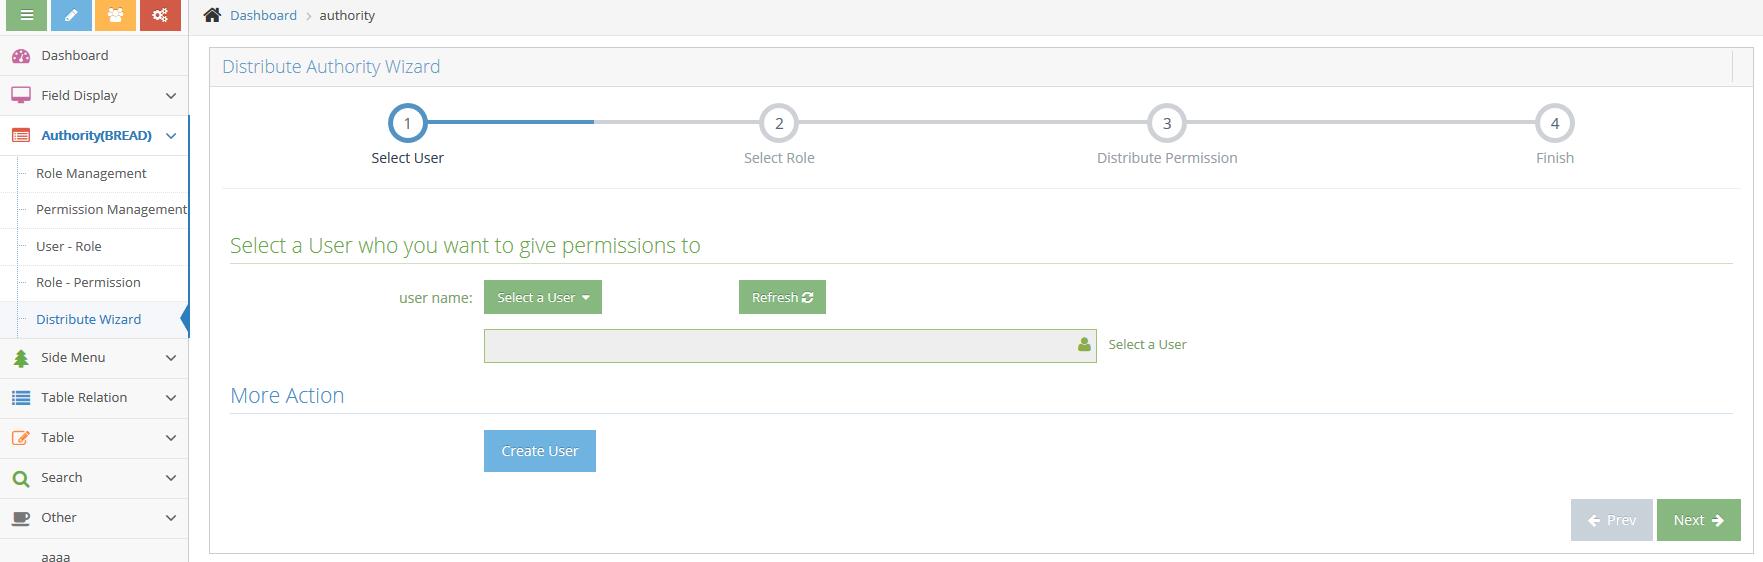 Dashboard > authority
Dashboard
Field Display
Authority(BREAD)
Role Management
Permission Management
User - Role
Role - Permission
Distribute Wizard
Side Menu
Table Relation
Table
Search
Other
aaaa
Distribute Authority Wizard
1 2 3 4
Select User Select Role Distribute Permission Finish
Select a User who you want to give permissions to
user name: Select a User Refresh
Select a User
More Action
Create User
Prev Next